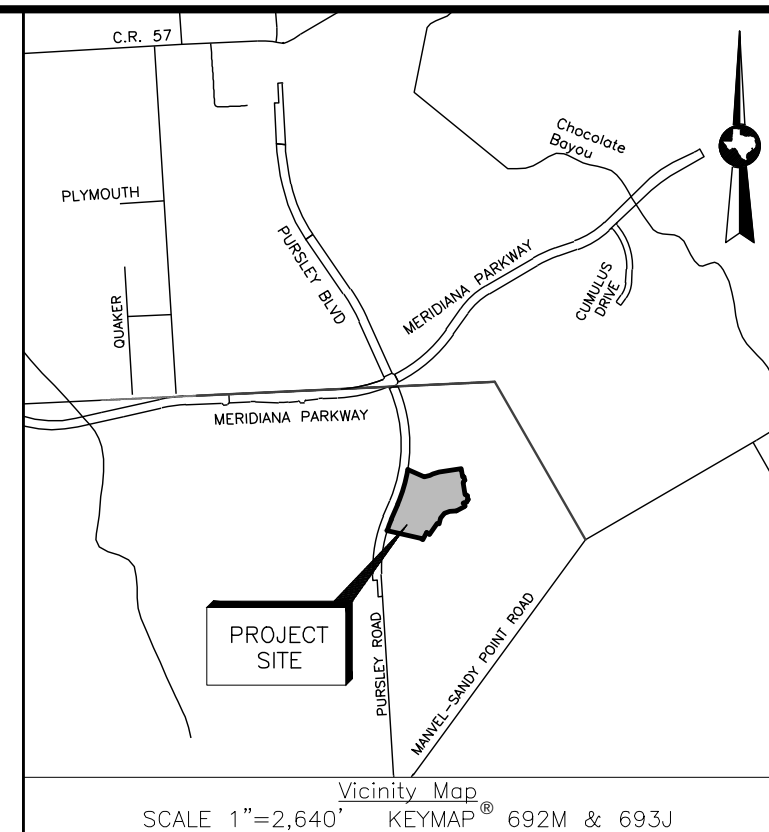 C.R. 57
Chocolate
Bayou
PLYMOUTH
PURSLEY BLVD
MERIDIANA PARKWAY
CUMULUS
DRIVE
QUAKER
MERIDIANA PARKWAY
PROJECT
SITE
PURSLEY ROAD
MANVEL-SANDY POINT ROAD
Vicinity Map
SCALE 1"=2,640' KEYMAP® 692M & 693J